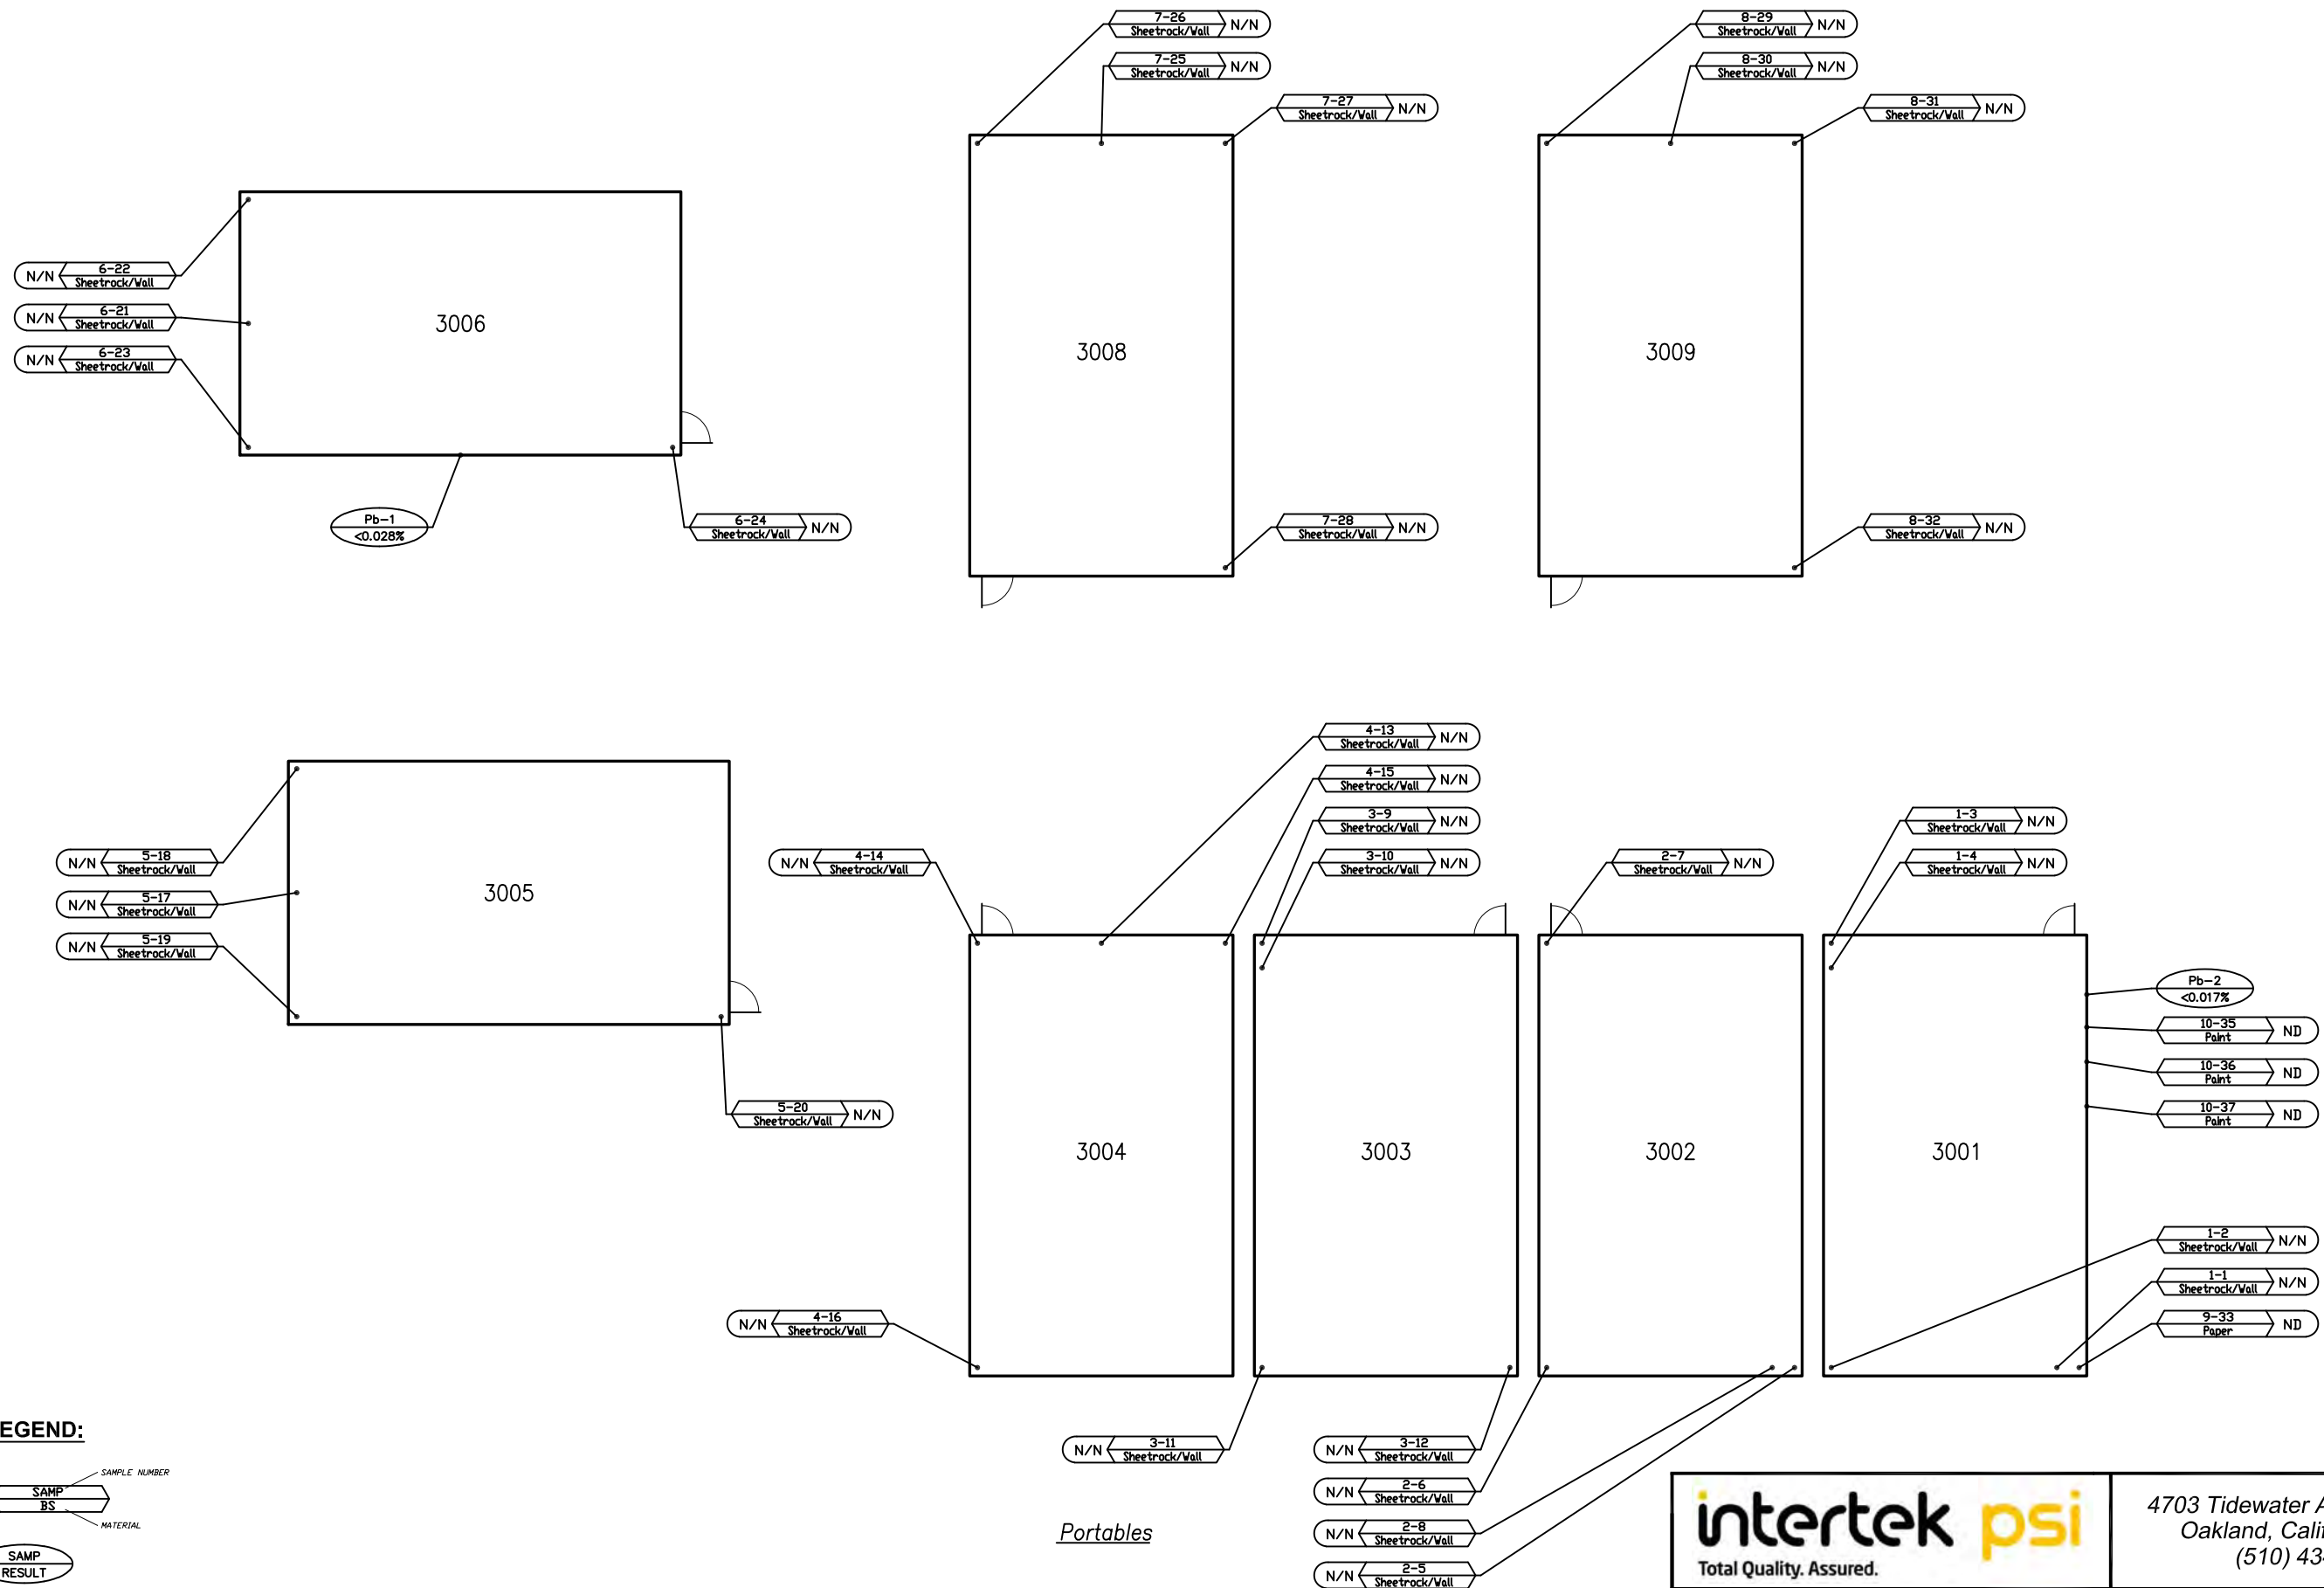 7-26
Sheetrock/Wall
N/N
7-25
Sheetrock/Wall
N/N
7-27
Sheetrock/Wall
N/N
8-29
Sheetrock/Wall
N/N
8-30
Sheetrock/Wall
N/N
8-31
Sheetrock/Wall
N/N
N/N
6-22
Sheetrock/Wall
N/N
6-21
Sheetrock/Wall
N/N
6-23
Sheetrock/Wall
3006
3008
3009
Pb-1
<0.028%
6-24
Sheetrock/Wall
N/N
7-28
Sheetrock/Wall
N/N
8-32
Sheetrock/Wall
N/N
4-13
Sheetrock/Wall
N/N
4-15
Sheetrock/Wall
N/N
3-9
Sheetrock/Wall
N/N
3-10
Sheetrock/Wall
N/N
N/N
5-18
Sheetrock/Wall
N/N
5-17
Sheetrock/Wall
N/N
5-19
Sheetrock/Wall
3005
N/N
4-14
Sheetrock/Wall
2-7
Sheetrock/Wall
N/N
1-3
Sheetrock/Wall
N/N
1-4
Sheetrock/Wall
N/N
Pb-2
<0.017%
10-35
Paint
ND
10-36
Paint
ND
10-37
Paint
ND
5-20
Sheetrock/Wall
N/N
3004
3003
3002
3001
1-2
Sheetrock/Wall
N/N
1-1
Sheetrock/Wall
N/N
9-33
Paper
ND
N/N
4-16
Sheetrock/Wall
N/N
3-11
Sheetrock/Wall
N/N
3-12
Sheetrock/Wall
N/N
2-6
Sheetrock/Wall
N/N
2-8
Sheetrock/Wall
N/N
2-5
Sheetrock/Wall
EGEND:
SAMPLE NUMBER
SAMP
BS
MATERIAL
SAMP
RESULT
Portables
intertek psi
Total Quality. Assured.
4703 Tidewater A
Oakland, Cali
(510) 43